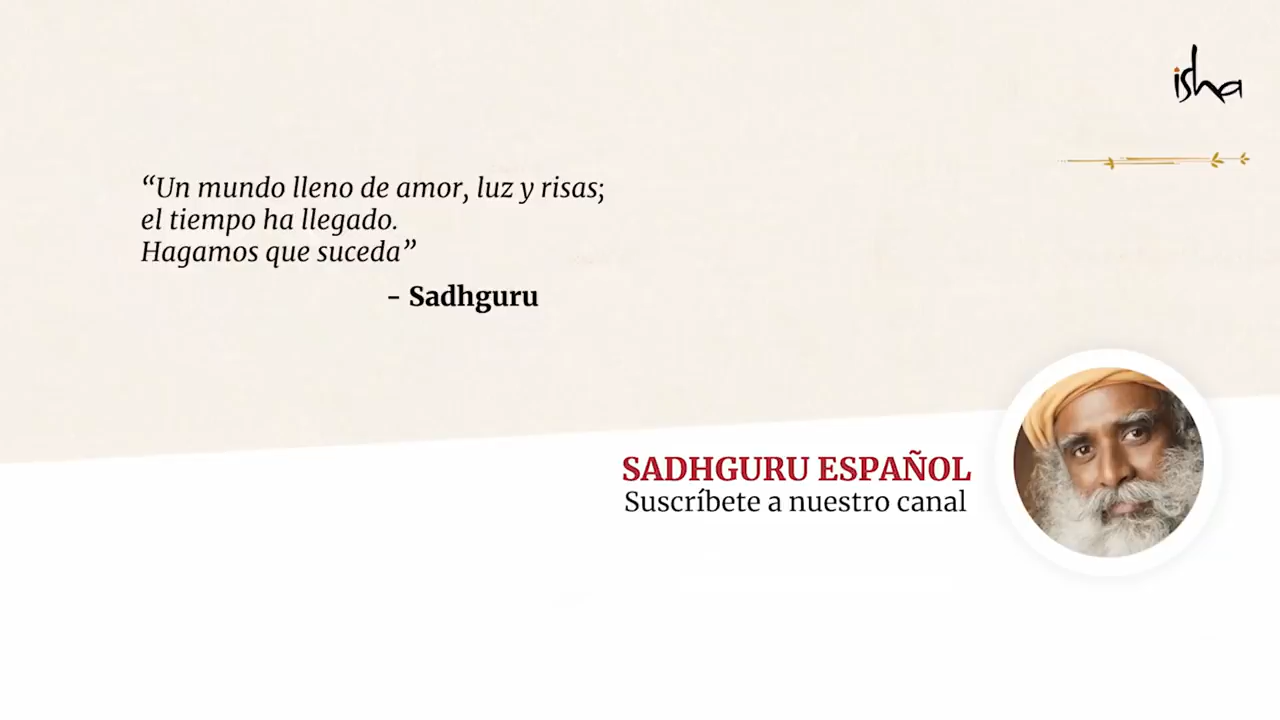 isha
“Un mundo lleno de amor, luz y risas;
el tiempo ha llegado.
Hagamos que suceda”
- Sadhguru
SADHGURU ESPAÑOL
Suscríbete a nuestro canal